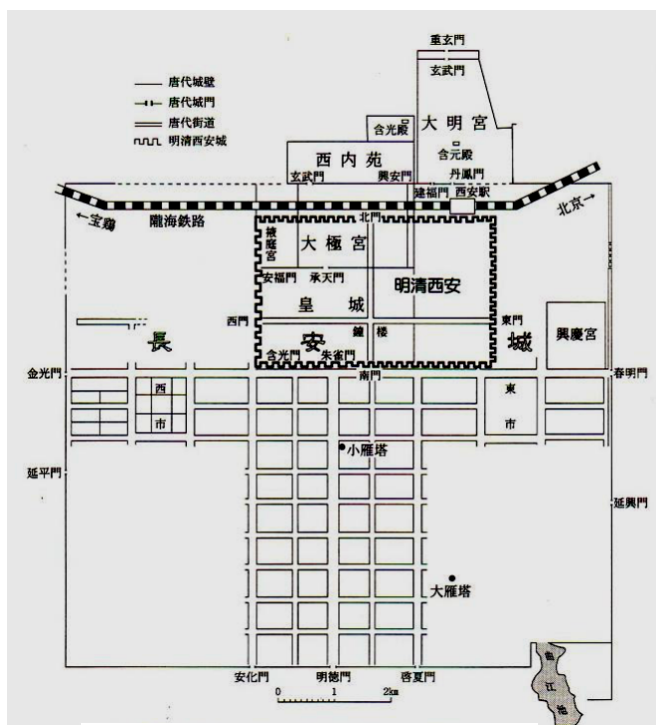 重玄門
玄武門
唐代城壁
唐代城門
唐代街道
明清西安城
大明宮
含光殿
含元殿
西内苑
丹鳳門
玄武門
興安門
建福門
西安駅
←宝鶏
隴海鉄路
北京→
北門
掖庭宮
大極宮
安福門
承天門
明清西安
皇城
西門
東門
興慶宮
鐘楼
長安城
含光門
朱雀門
金光門
南門
春明門
西市
東市
小雁塔
延平門
延興門
大雁塔
曲江池
安化門
明徳門
啓夏門
0 1 2km